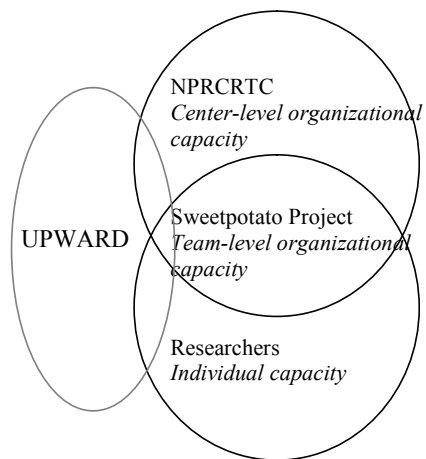 NPRCRTC
Center-level organizational
capacity
Sweetpotato Project
Team-level organizational
capacity
UPWARD
Researchers
Individual capacity